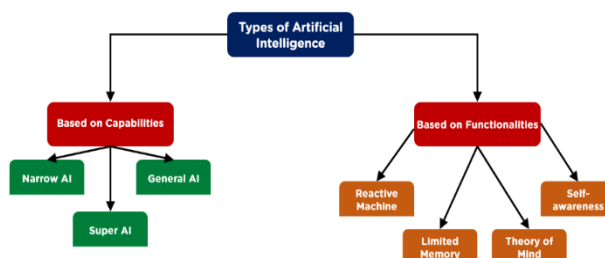 Types of Artificial
Intelligence
Based on Capabilities
Based on Functionalities
Narrow AI
General AI
Super AI
Reactive
Machine
Self-
awareness
Limited
Memory
Theory of
Mind